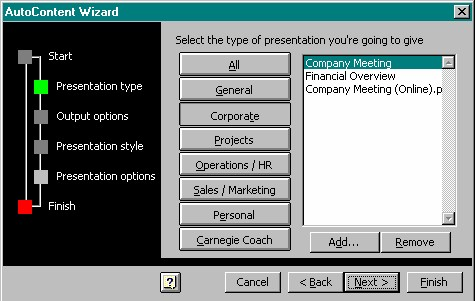 AutoContent Wizard
Start
Presentation type
Output options
Presentation style
Presentation options
Finish
Select the type of presentation you're going to give
All
General
Corporate
Projects
Operations / HR
Sales / Marketing
Personal
Carnegie Coach
Company Meeting
Financial Overview
Company Meeting (Online).p
Add...
Remove
?
Cancel
< Back
Next >
Finish